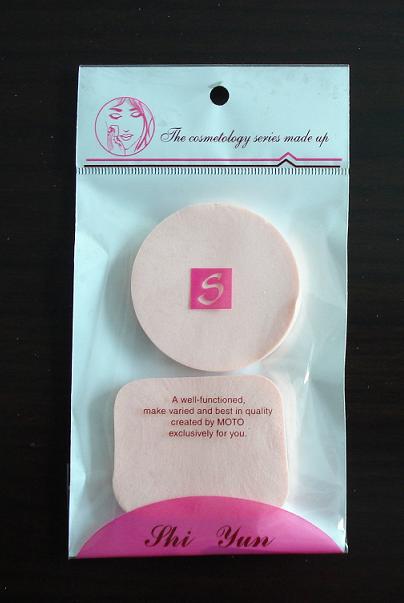 The cosmetology series made up
S
A well-functioned,
make varied and best in quality
created by MOTO
exclusively for you.
Shi Yun